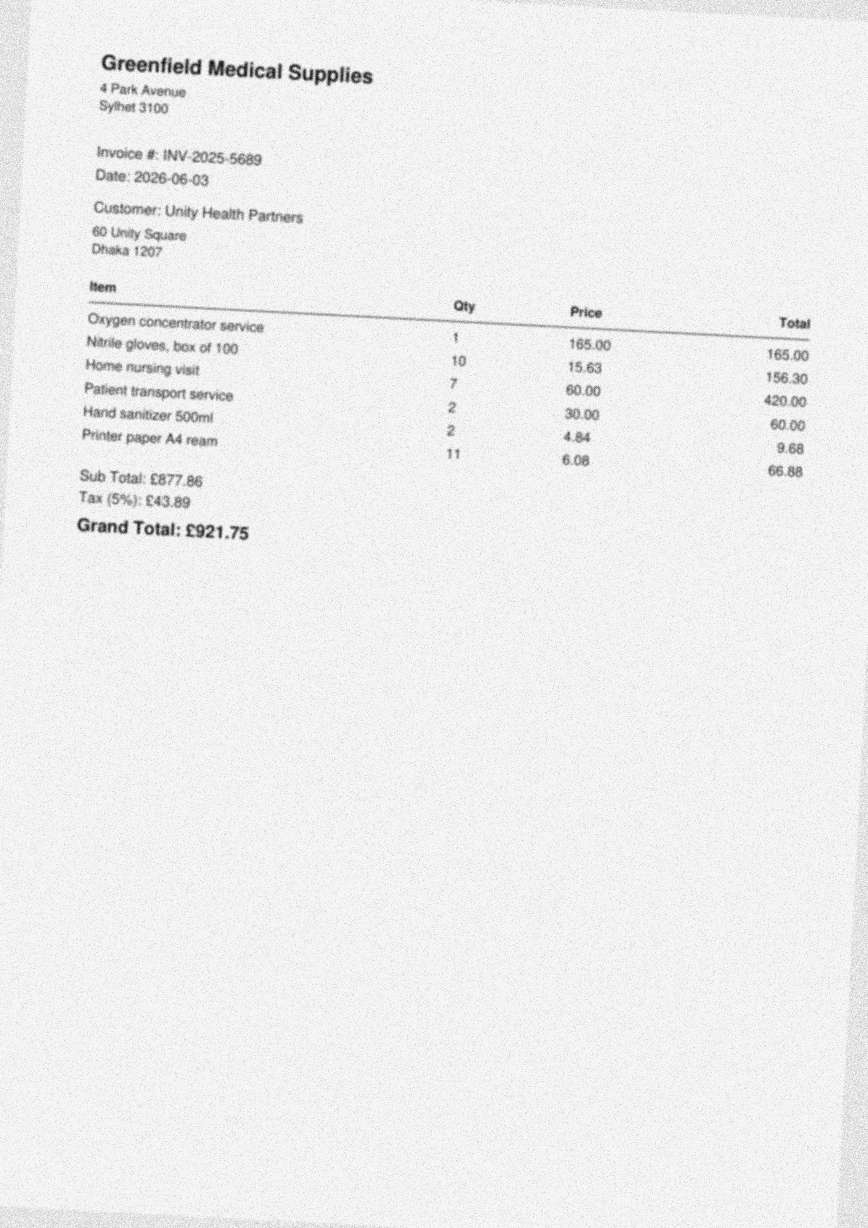 Greenfield Medical Supplies
4 Park Avenue
Sylhet 3100
Invoice #: INV-2025-5689
Date: 2026-06-03
Customer: Unity Health Partners
60 Unity Square
Dhaka 1207
Item Qty Price Total
Oxygen concentrator service 1 165.00 165.00
Nitrile gloves, box of 100 10 15.63 156.30
Home nursing visit 7 60.00 420.00
Patient transport service 2 30.00 60.00
Hand sanitizer 500ml 2 4.84 9.68
Printer paper A4 ream 11 6.08 66.88
Sub Total: £877.86
Tax (5%): £43.89
Grand Total: £921.75